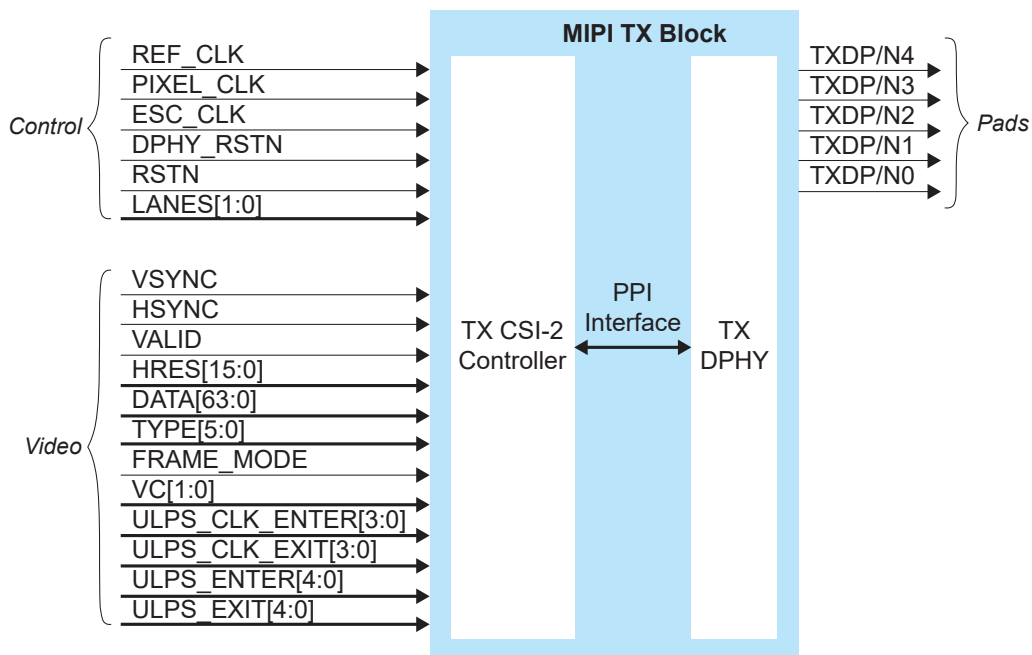 MIPI TX Block
Control
REF_CLK
PIXEL_CLK
ESC_CLK
DPHY_RSTN
RSTN
LANES[1:0]
Video
VSYNC
HSYNC
VALID
HRES[15:0]
DATA[63:0]
TYPE[5:0]
FRAME_MODE
VC[1:0]
ULPS_CLK_ENTER[3:0]
ULPS_CLK_EXIT[3:0]
ULPS_ENTER[4:0]
ULPS_EXIT[4:0]
TX CSI-2
Controller
PPI
Interface
TX
DPHY
TXDP/N4
TXDP/N3
TXDP/N2
TXDP/N1
TXDP/N0
Pads